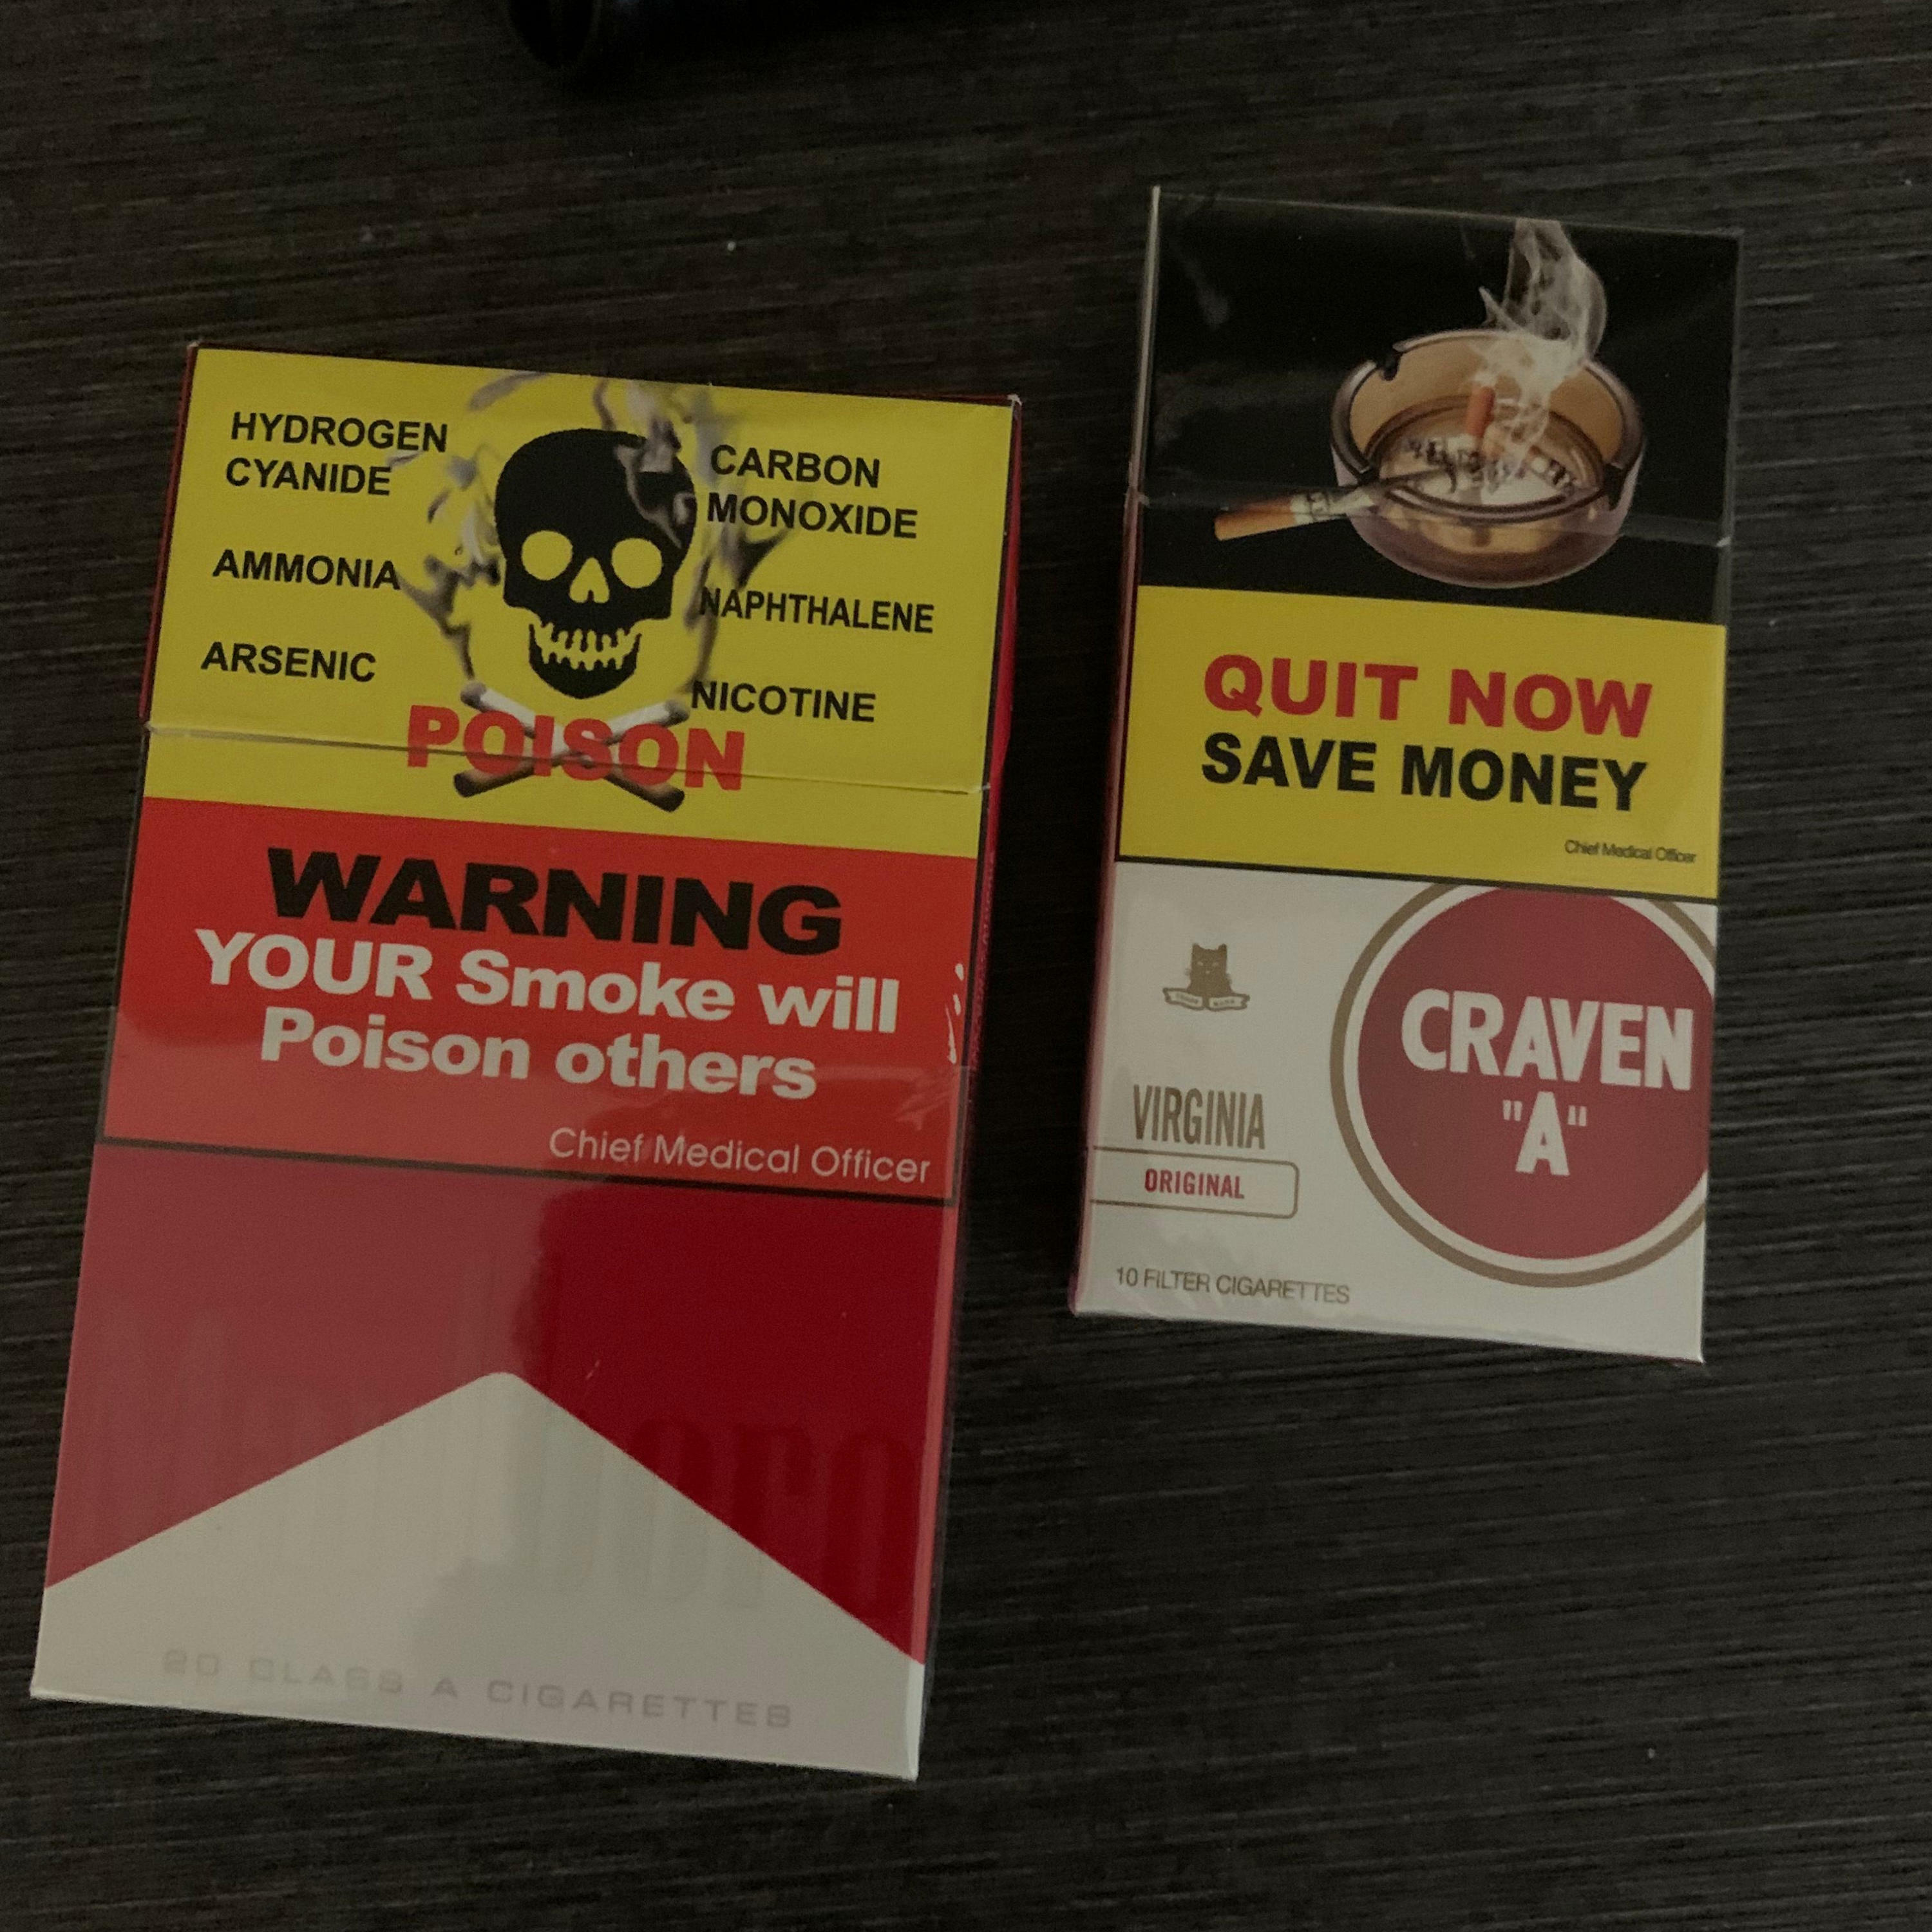 HYDROGEN
CYANIDE
AMMONIA
ARSENIC
CARBON
MONOXIDE
NAPHTHALENE
NICOTINE
POISON
WARNING
YOUR Smoke will
Poison others
Chief Medical Officer
20 CLASS A CIGARETTES
QUIT NOW
SAVE MONEY
Chief Medical Officer
CRAVEN
"A"
VIRGINIA
ORIGINAL
10 FILTER CIGARETTES